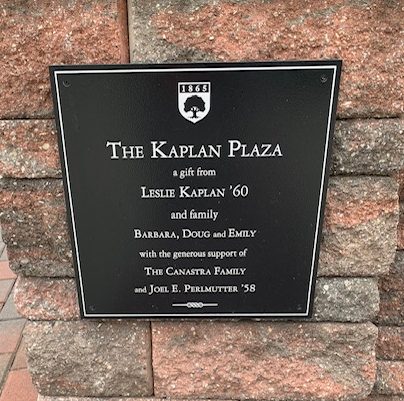 1865
THE KAPLAN PLAZA
a gift from
LESLIE KAPLAN '60
and family
BARBARA, DOUG and EMILY
with the generous support of
THE CANASTRA FAMILY
and JOEL E. PERLMUTTER '58